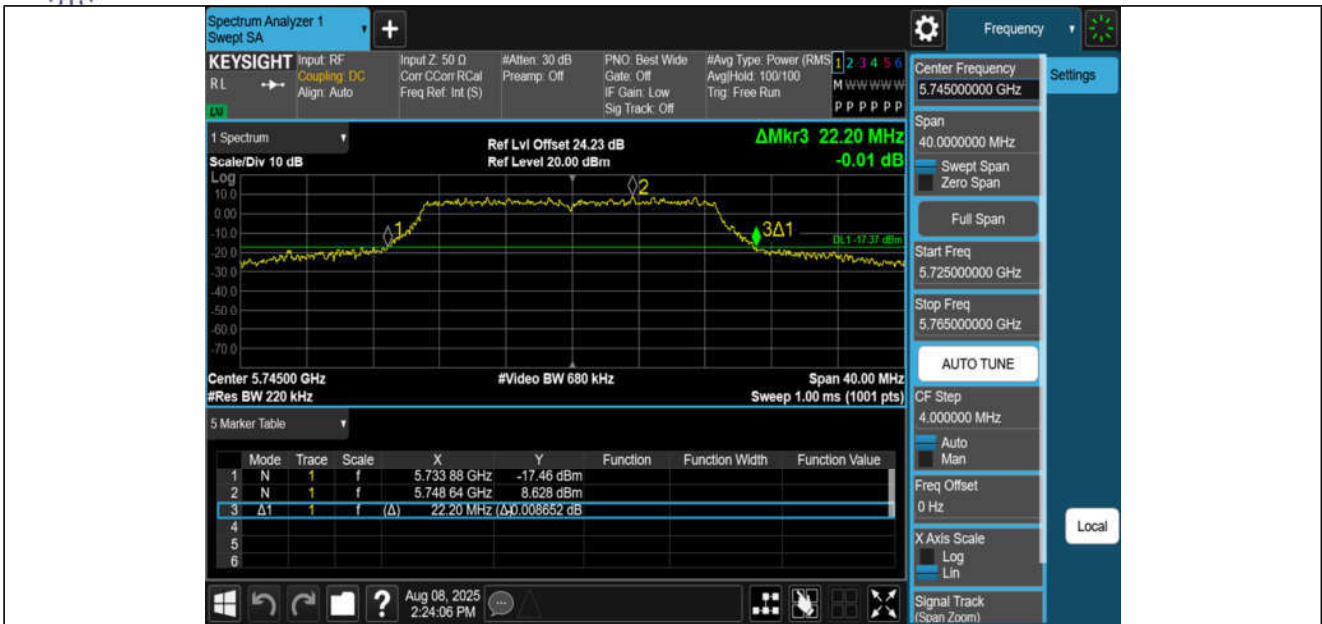 Spectrum Analyzer 1
Swept SA
+
Frequency
KEYSIGHT
RL
LU
Input: RF
Coupling: DC
Align: Auto
Input Z: 50 Ω
Corr CCorr RCal
Freq Ref: Int (S)
#Atten: 30 dB
Preamp: Off
PNO: Best Wide
Gate: Off
IF Gain: Low
Sig Track: Off
#Avg Type: Power (RMS
Avg|Hold: 100/100
Trig: Free Run
1 2 3 4 5 6
M W W W W W
P P P P P P
1 Spectrum
Scale/Div 10 dB
Ref Lvl Offset 24.23 dB
Ref Level 20.00 dBm
ΔMkr3 22.20 MHz
-0.01 dB
Log
10.0
0.00
-10.0
-20.0
-30.0
-40.0
-50.0
-60.0
-70.0
1
2
3Δ1
DL1 -17.37 dBm
Center 5.74500 GHz
#Video BW 680 kHz
Span 40.00 MHz
#Res BW 220 kHz
Sweep 1.00 ms (1001 pts)
5 Marker Table
Mode Trace Scale X Y Function Function Width Function Value
1 N 1 f 5.733 88 GHz -17.46 dBm
2 N 1 f 5.748 64 GHz 8.628 dBm
3 Δ1 1 f (Δ) 22.20 MHz (Δ) -0.008652 dB
4
5
6
?
Aug 08, 2025
2:24:06 PM
Center Frequency
5.745000000 GHz
Span
40.0000000 MHz
Swept Span
Zero Span
Full Span
Start Freq
5.725000000 GHz
Stop Freq
5.765000000 GHz
AUTO TUNE
CF Step
4.000000 MHz
Auto
Man
Freq Offset
0 Hz
X Axis Scale
Log
Lin
Signal Track
(Span Zoom)
Settings
Local